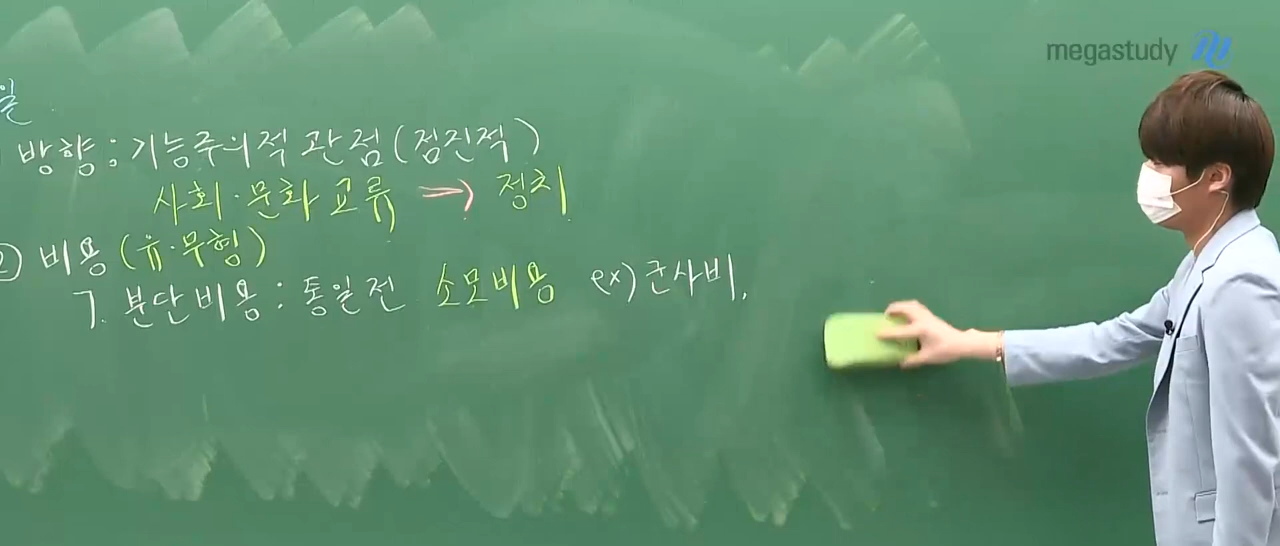 megastudy
일
방향 : 기능주의적 관점 (점진적)
사회·문화 교류 → 정치
② 비용 (유·무형)
ㄱ. 분단비용 : 통일 전 소모비용 ex) 군사비,